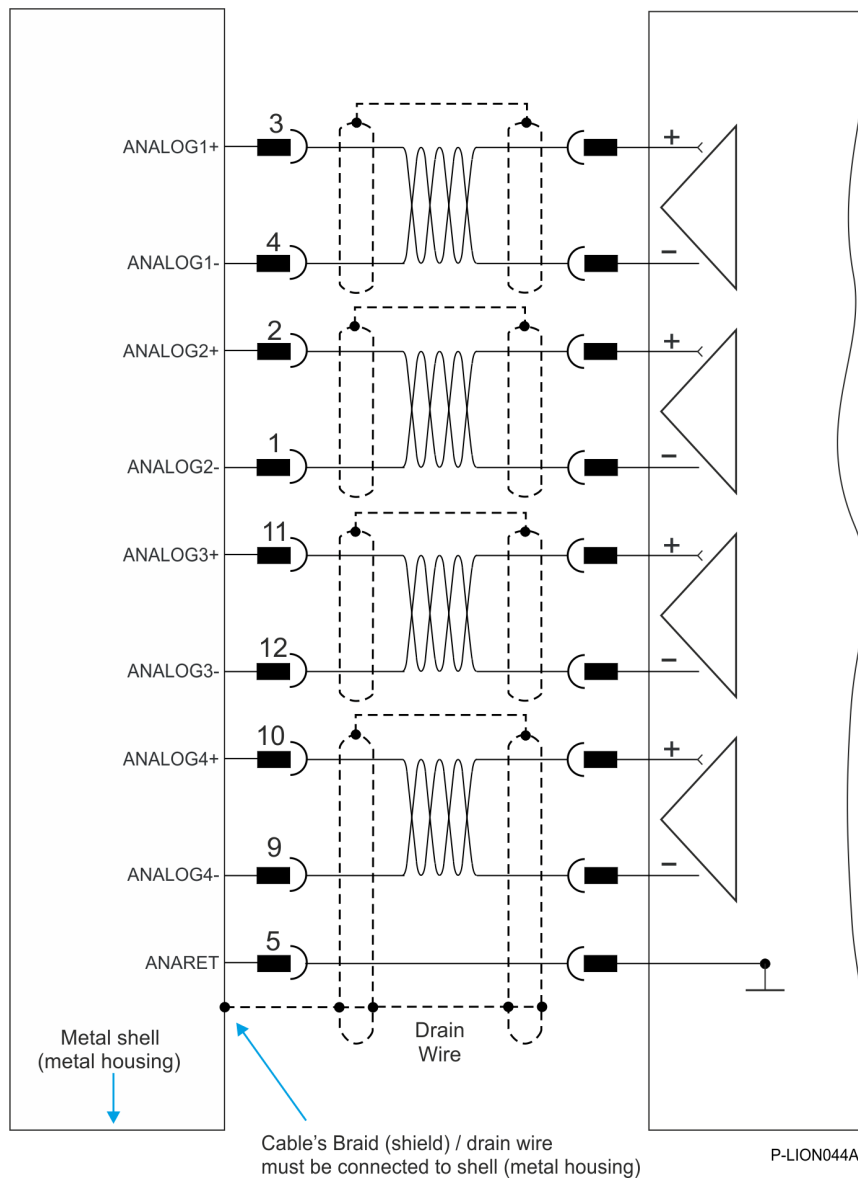 3
ANALOG1+
+
4
ANALOG1-
−
2
ANALOG2+
+
1
ANALOG2-
−
11
ANALOG3+
+
12
ANALOG3-
−
10
ANALOG4+
+
9
ANALOG4-
−
5
ANARET
Metal shell
(metal housing)
Drain
Wire
Cable's Braid (shield) / drain wire
must be connected to shell (metal housing)
P-LION044A